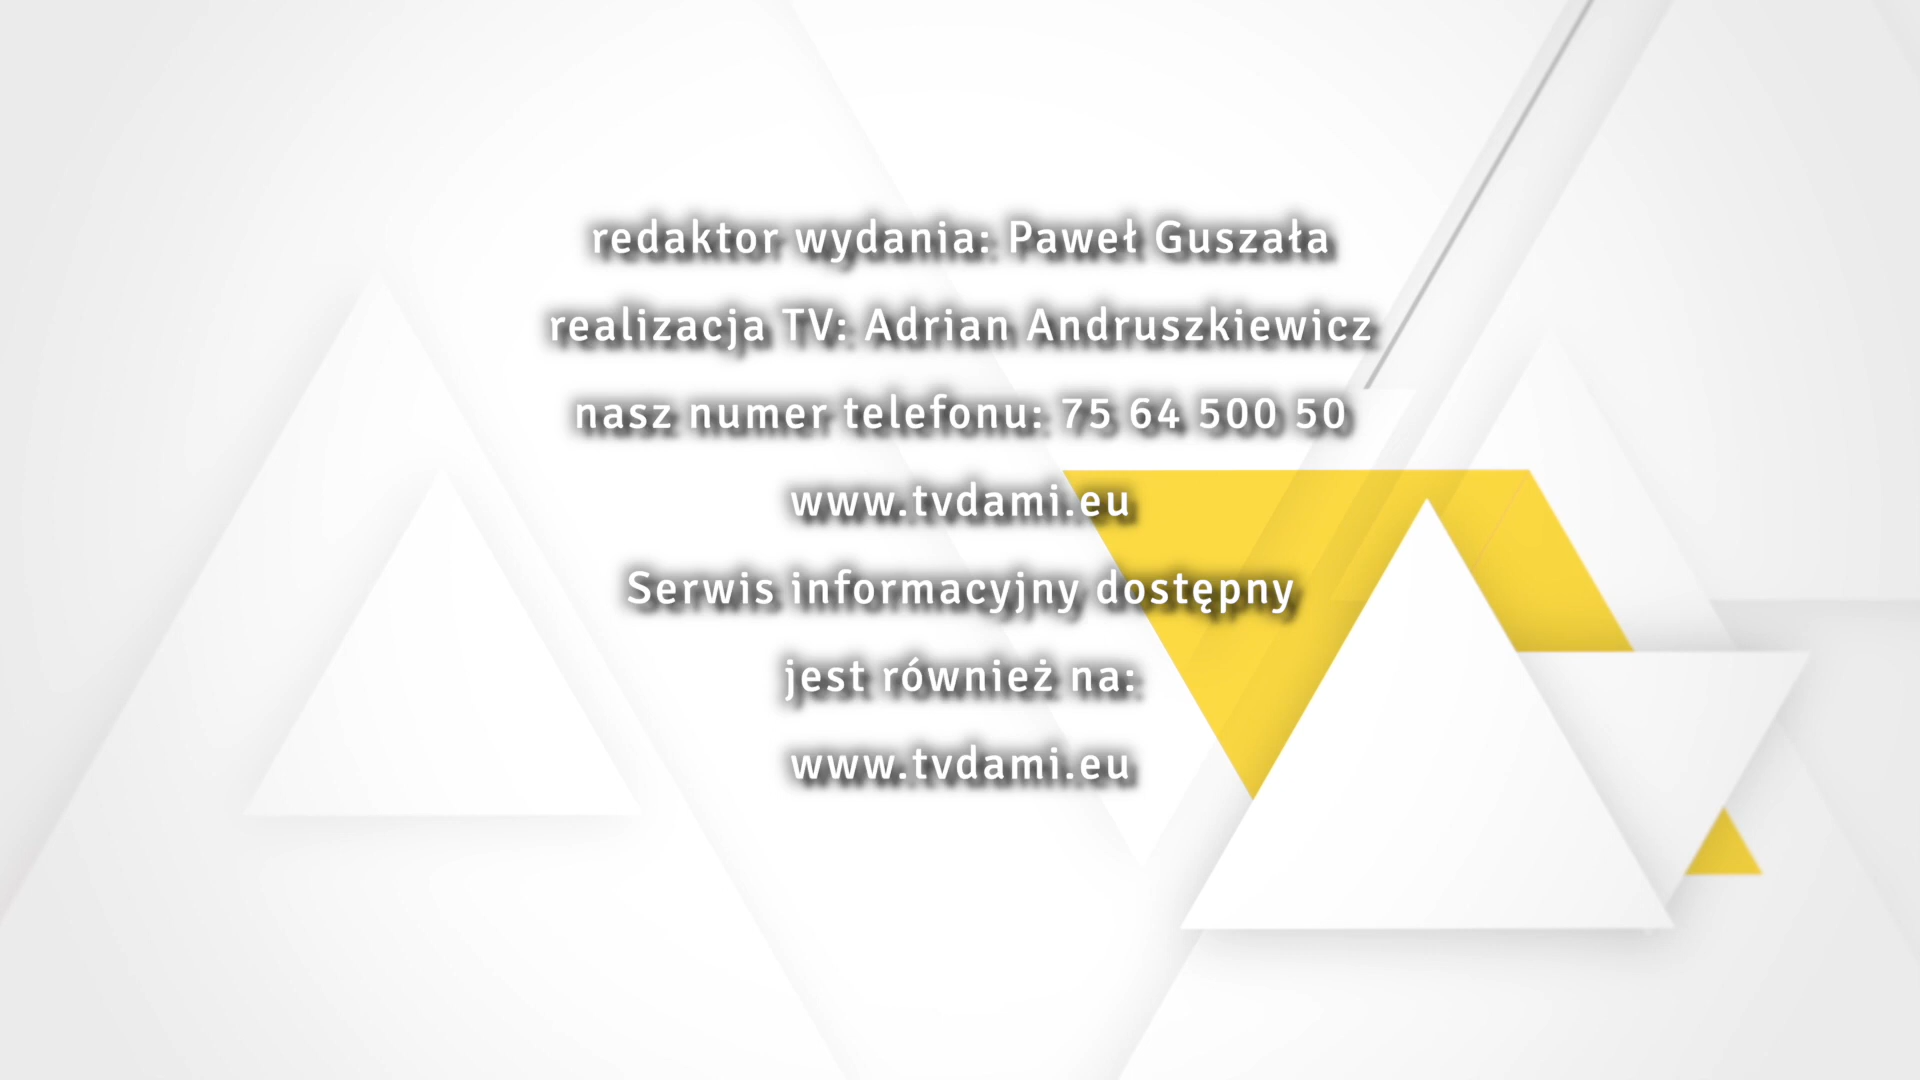 redaktor wydania: Paweł Guszała
realizacja TV: Adrian Andruszkiewicz
nasz numer telefonu: 75 64 500 50
www.tvdami.eu
Serwis informacyjny dostępny
jest również na:
www.tvdami.eu